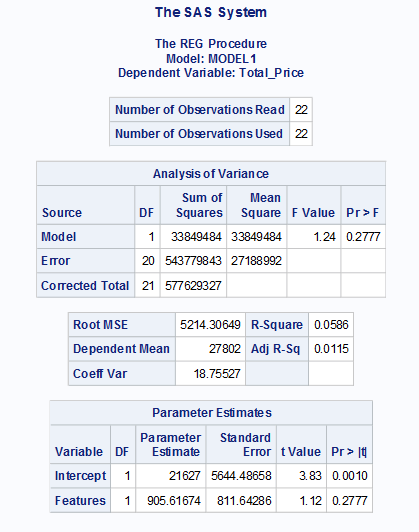 The SAS System
The REG Procedure
Model: MODEL1
Dependent Variable: Total_Price
Number of Observations Read 22
Number of Observations Used 22
Analysis of Variance
Source DF Sum of Squares Mean Square F Value Pr > F
Model 1 33849484 33849484 1.24 0.2777
Error 20 543779843 27188992
Corrected Total 21 577629327
Root MSE 5214.30649 R-Square 0.0586
Dependent Mean 27802 Adj R-Sq 0.0115
Coeff Var 18.75527
Parameter Estimates
Variable DF Parameter Estimate Standard Error t Value Pr > |t|
Intercept 1 21627 5644.48658 3.83 0.0010
Features 1 905.61674 811.64286 1.12 0.2777